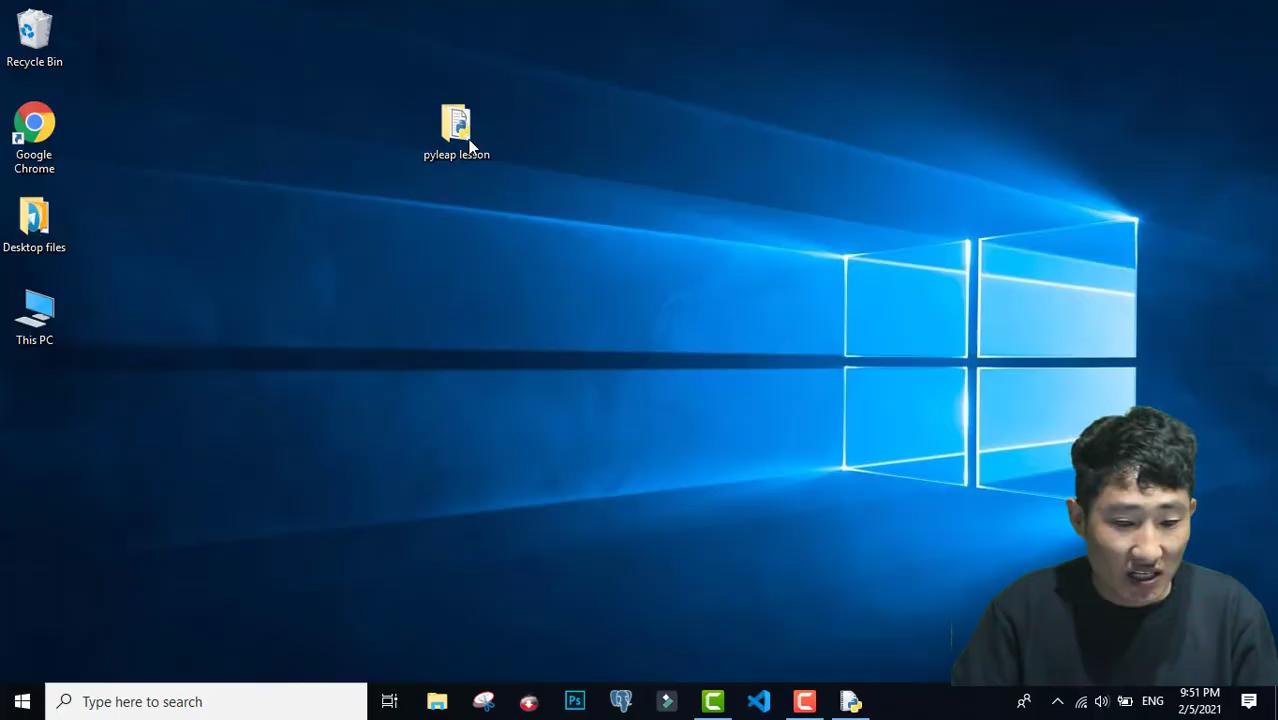 Recycle Bin
Google
Chrome
Desktop files
This PC
pyleap lesson
Type here to search
Ps
ENG
9:51 PM
2/5/2021